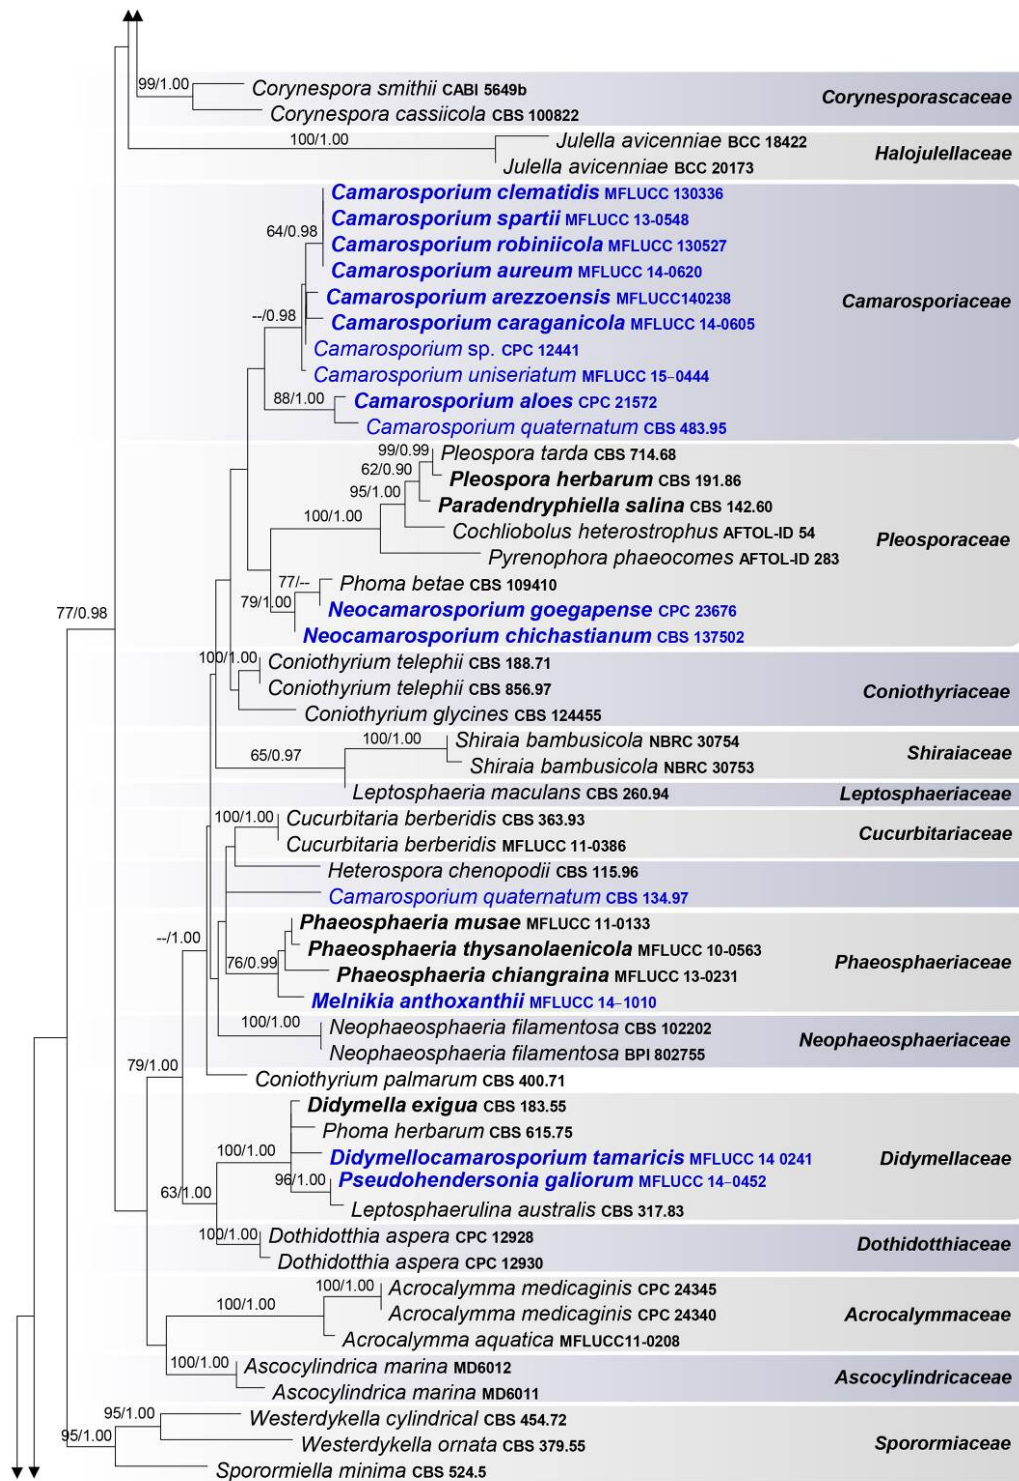 99/1.00
Corynespora smithii CABI 5649b
Corynespora cassiicola CBS 100822
Corynesporascaceae
100/1.00
Julella avicenniae BCC 18422
Julella avicenniae BCC 20173
Halojulellaceae
Camarosporium clematidis MFLUCC 130336
Camarosporium spartii MFLUCC 13-0548
64/0.98
Camarosporium robiniicola MFLUCC 130527
Camarosporium aureum MFLUCC 14-0620
Camarosporium arezzoensis MFLUCC140238
Camarosporiaceae
--/0.98
Camarosporium caraganicola MFLUCC 14-0605
Camarosporium sp. CPC 12441
Camarosporium uniseriatum MFLUCC 15–0444
88/1.00
Camarosporium aloes CPC 21572
Camarosporium quaternatum CBS 483.95
99/0.99
Pleospora tarda CBS 714.68
62/0.90
Pleospora herbarum CBS 191.86
95/1.00
Paradendryphiella salina CBS 142.60
100/1.00
Cochliobolus heterostrophus AFTOL-ID 54
Pleosporaceae
Pyrenophora phaeocomes AFTOL-ID 283
77/--
Phoma betae CBS 109410
79/1.00
Neocamarosporium goegapense CPC 23676
77/0.98
Neocamarosporium chichastianum CBS 137502
100/1.00
Coniothyrium telephii CBS 188.71
Coniothyrium telephii CBS 856.97
Coniothyriaceae
Coniothyrium glycines CBS 124455
100/1.00
Shiraia bambusicola NBRC 30754
65/0.97
Shiraia bambusicola NBRC 30753
Shiraiaceae
Leptosphaeria maculans CBS 260.94
Leptosphaeriaceae
100/1.00
Cucurbitaria berberidis CBS 363.93
Cucurbitaria berberidis MFLUCC 11-0386
Cucurbitariaceae
Heterospora chenopodii CBS 115.96
Camarosporium quaternatum CBS 134.97
Phaeosphaeria musae MFLUCC 11-0133
--/1.00
Phaeosphaeria thysanolaenicola MFLUCC 10-0563
76/0.99
Phaeosphaeria chiangraina MFLUCC 13-0231
Phaeosphaeriaceae
Melnikia anthoxanthii MFLUCC 14–1010
100/1.00
Neophaeosphaeria filamentosa CBS 102202
Neophaeosphaeria filamentosa BPI 802755
Neophaeosphaeriaceae
79/1.00
Coniothyrium palmarum CBS 400.71
Didymella exigua CBS 183.55
Phoma herbarum CBS 615.75
100/1.00
Didymellocamarosporium tamaricis MFLUCC 14 0241
Didymellaceae
96/1.00
Pseudohendersonia galiorum MFLUCC 14–0452
63/1.00
Leptosphaerulina australis CBS 317.83
100/1.00
Dothidotthia aspera CPC 12928
Dothidotthia aspera CPC 12930
Dothidotthiaceae
100/1.00
Acrocalymma medicaginis CPC 24345
100/1.00
Acrocalymma medicaginis CPC 24340
Acrocalymmaceae
Acrocalymma aquatica MFLUCC11-0208
100/1.00
Ascocylindrica marina MD6012
Ascocylindrica marina MD6011
Ascocylindricaceae
95/1.00
Westerdykella cylindrical CBS 454.72
95/1.00
Westerdykella ornata CBS 379.55
Sporormiaceae
Sporormiella minima CBS 524.5